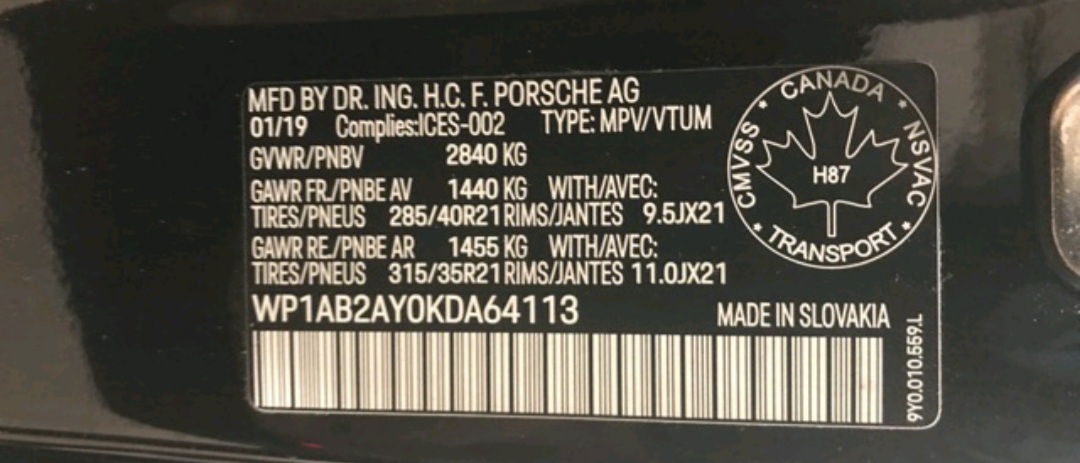 MFD BY DR. ING. H.C. F. PORSCHE AG
01/19 Complies:ICES-002 TYPE: MPV/VTUM
GVWR/PNBV 2840 KG
GAWR FR./PNBE AV 1440 KG WITH/AVEC:
TIRES/PNEUS 285/40R21 RIMS/JANTES 9.5JX21
GAWR RE./PNBE AR 1455 KG WITH/AVEC:
TIRES/PNEUS 315/35R21 RIMS/JANTES 11.0JX21
WP1AB2AY0KDA64113 MADE IN SLOVAKIA
CANADA
CMVSS
NSVAC
H87
TRANSPORT
9Y0.010.559.L